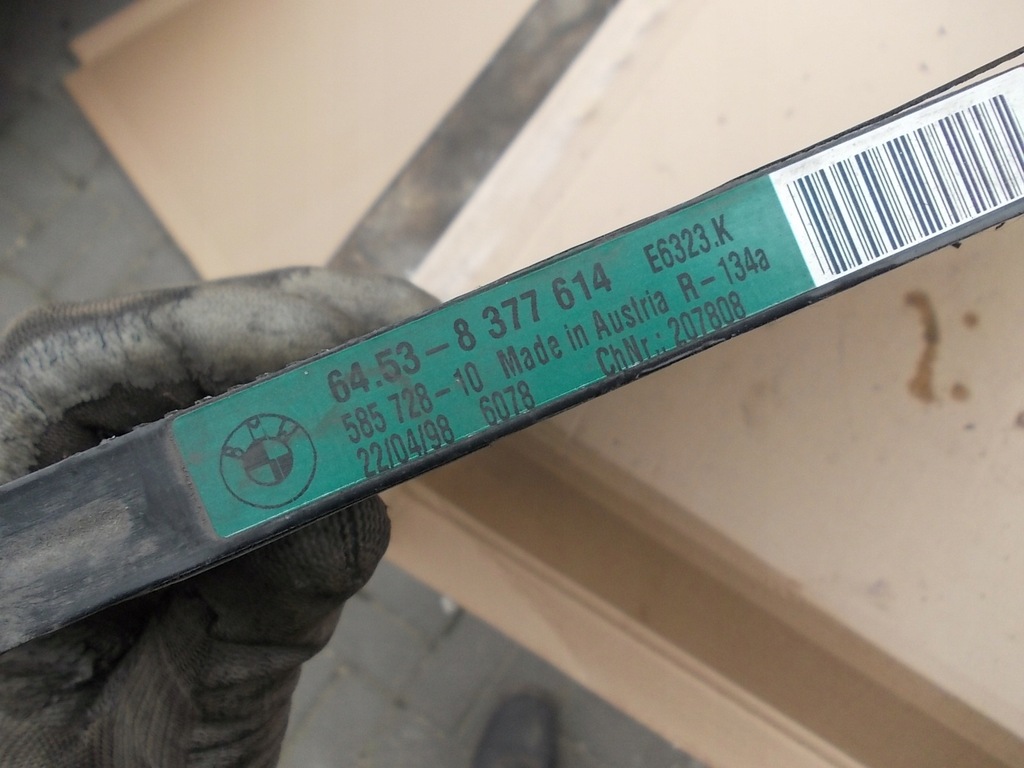 BMW
64.53-8 377 614 E6323.K
585 728-10 Made in Austria R-134a
22/04/98 6078 ChNr.: 207808